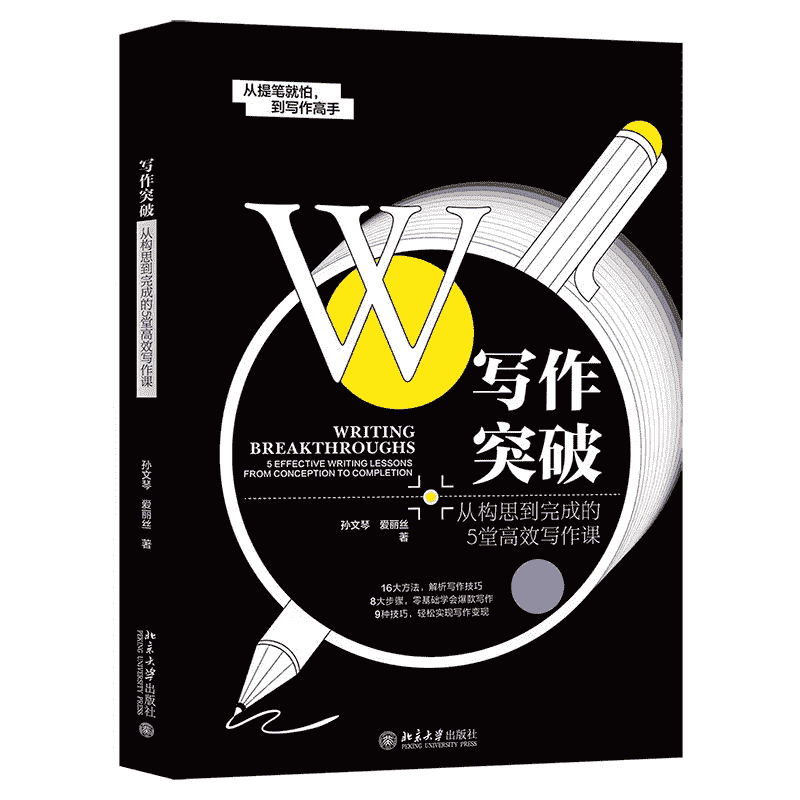 从提笔就怕，
到写作高手
W
写作
突破
WRITING
BREAKTHROUGHS
5 EFFECTIVE WRITING LESSONS
FROM CONCEPTION TO COMPLETION
从构思到完成的
5堂高效写作课
孙文琴 爱丽丝
著
16大方法，解析写作技巧
8大步骤，零基础学会爆款写作
9种技巧，轻松实现写作变现
北京大学出版社
PEKING UNIVERSITY PRESS
写作突破
从构思到完成的5堂高效写作课
孙文琴 爱丽丝 著
北京大学出版社
PEKING UNIVERSITY PRESS